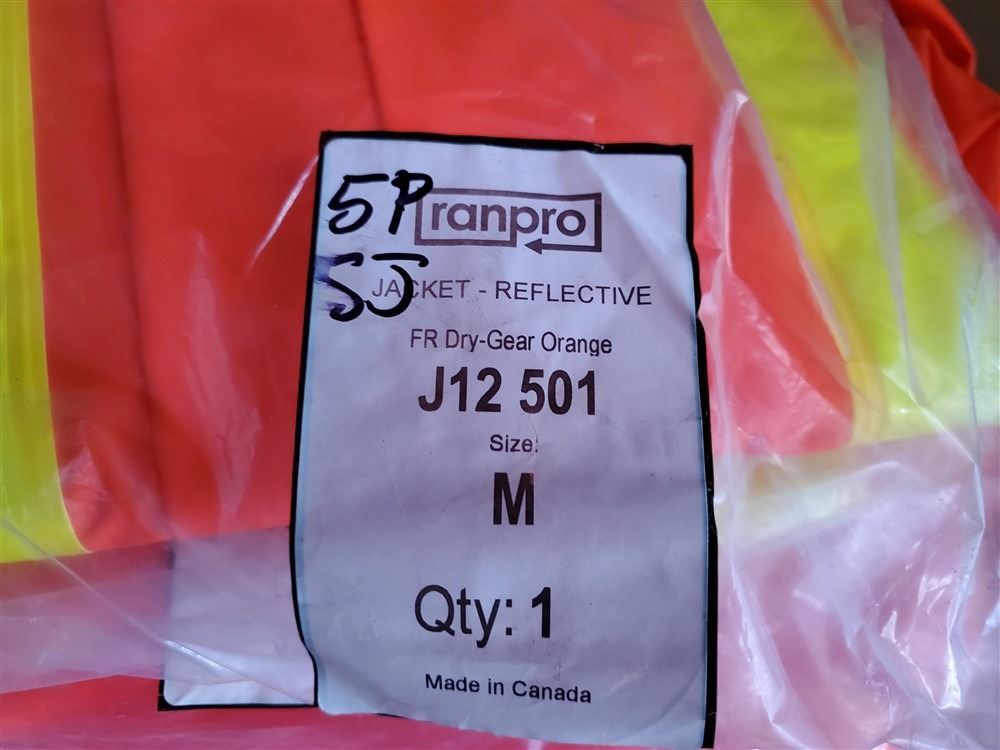 5P ranpro
SJ
JACKET - REFLECTIVE
FR Dry-Gear Orange
J12 501
Size:
M
Qty: 1
Made in Canada